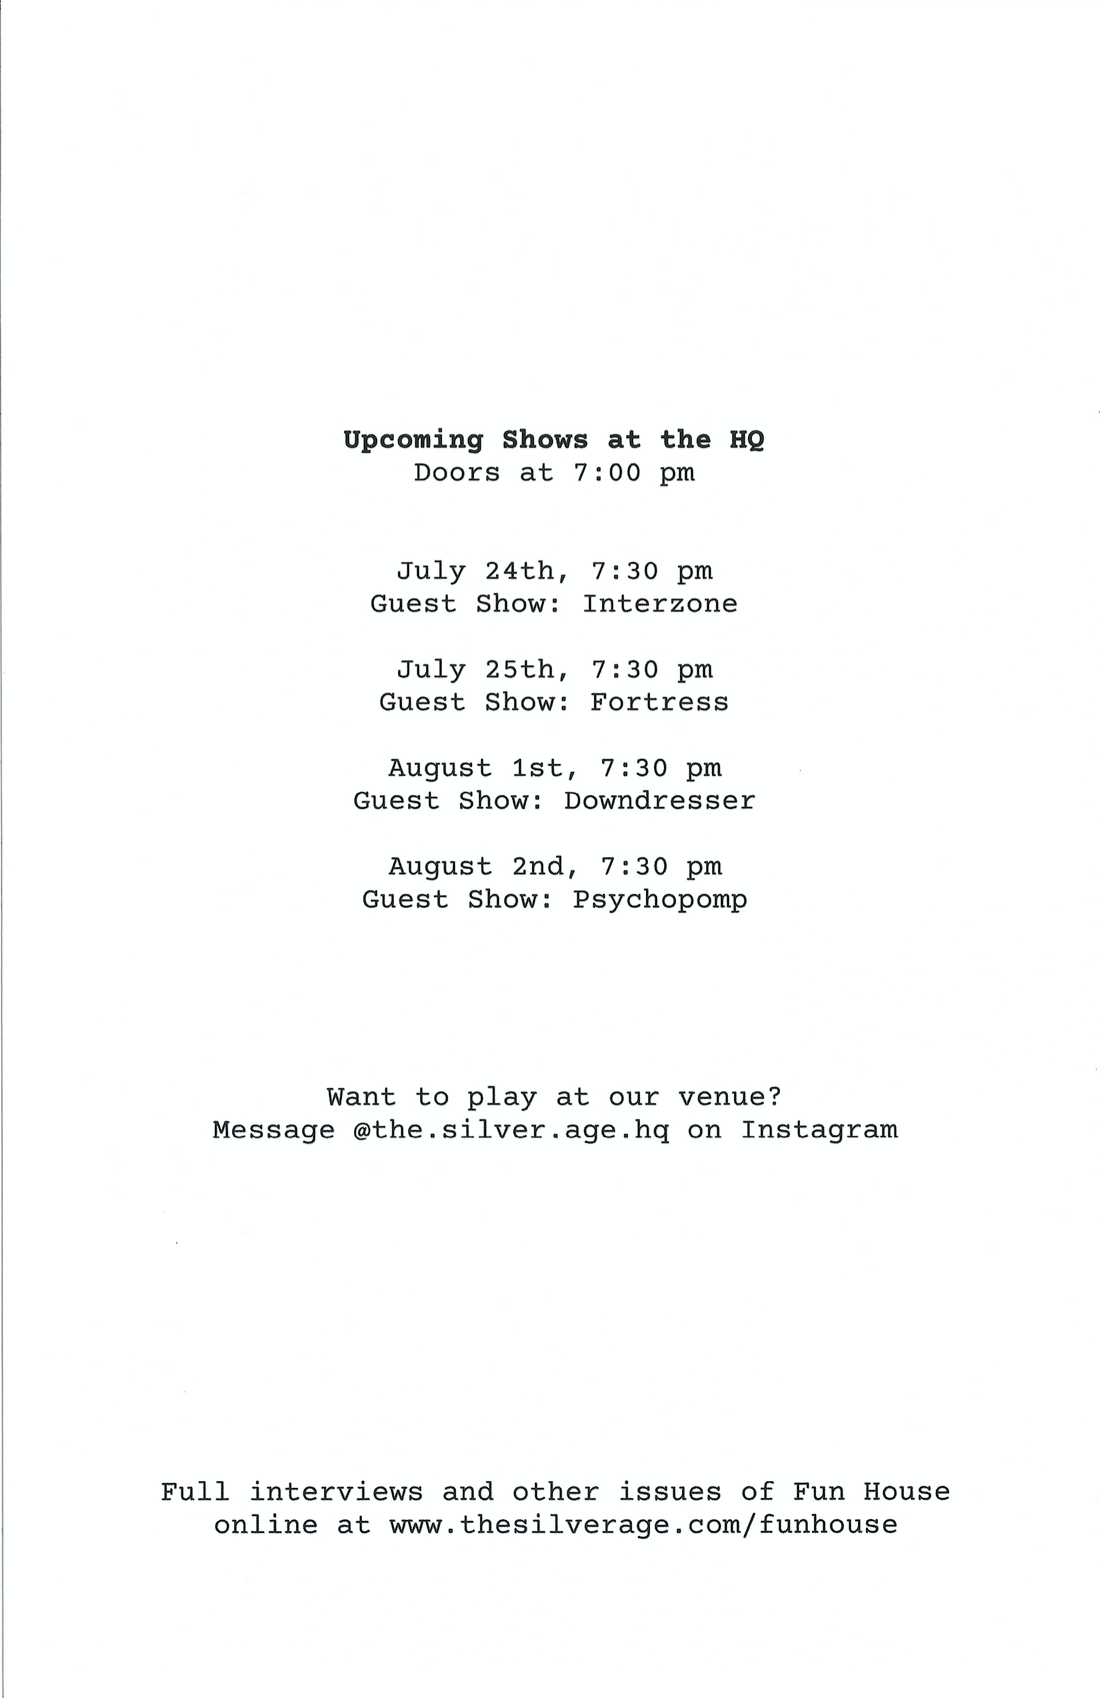 Upcoming Shows at the HQ
Doors at 7:00 pm
July 24th, 7:30 pm
Guest Show: Interzone
July 25th, 7:30 pm
Guest Show: Fortress
August 1st, 7:30 pm
Guest Show: Downdresser
August 2nd, 7:30 pm
Guest Show: Psychopomp
Want to play at our venue?
Message @the.silver.age.hq on Instagram
Full interviews and other issues of Fun House
online at www.thesilverage.com/funhouse